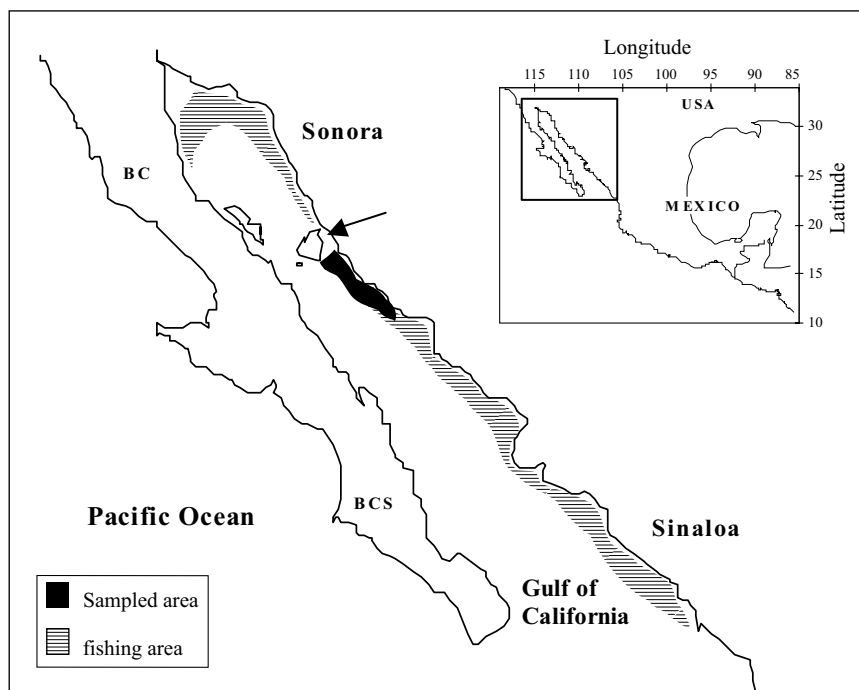 Longitude
115 110 105 100 95 90 85
USA
30
Sonora
25
BC
MEXICO
20
Latitude
15
10
BCS
Pacific Ocean
Sinaloa
Gulf of
California
Sampled area
fishing area